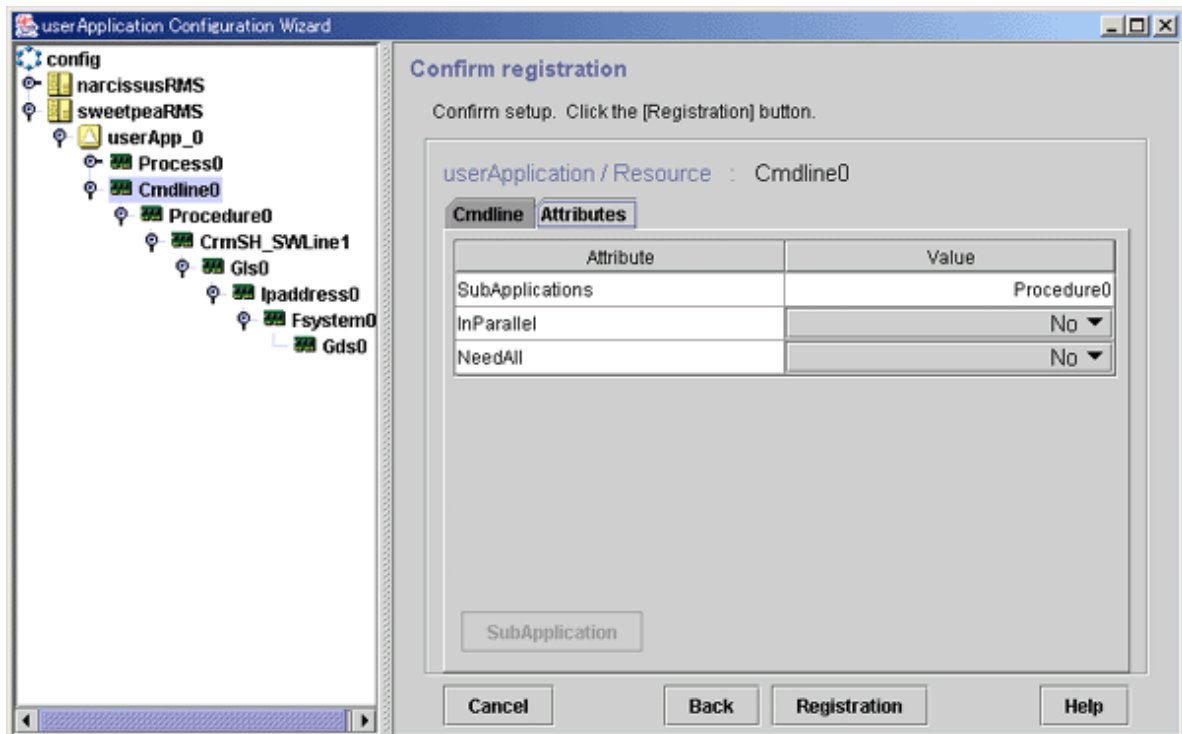 userApplication Configuration Wizard
config
narcissusRMS
sweetpeaRMS
userApp_0
Process0
Cmdline0
Procedure0
CrmSH_SWLine1
Gls0
Ipaddress0
Fsystem0
Gds0
Confirm registration
Confirm setup. Click the [Registration] button.
userApplication / Resource : Cmdline0
Cmdline Attributes
Attribute Value
SubApplications Procedure0
InParallel No
NeedAll No
SubApplication
Cancel Back Registration Help